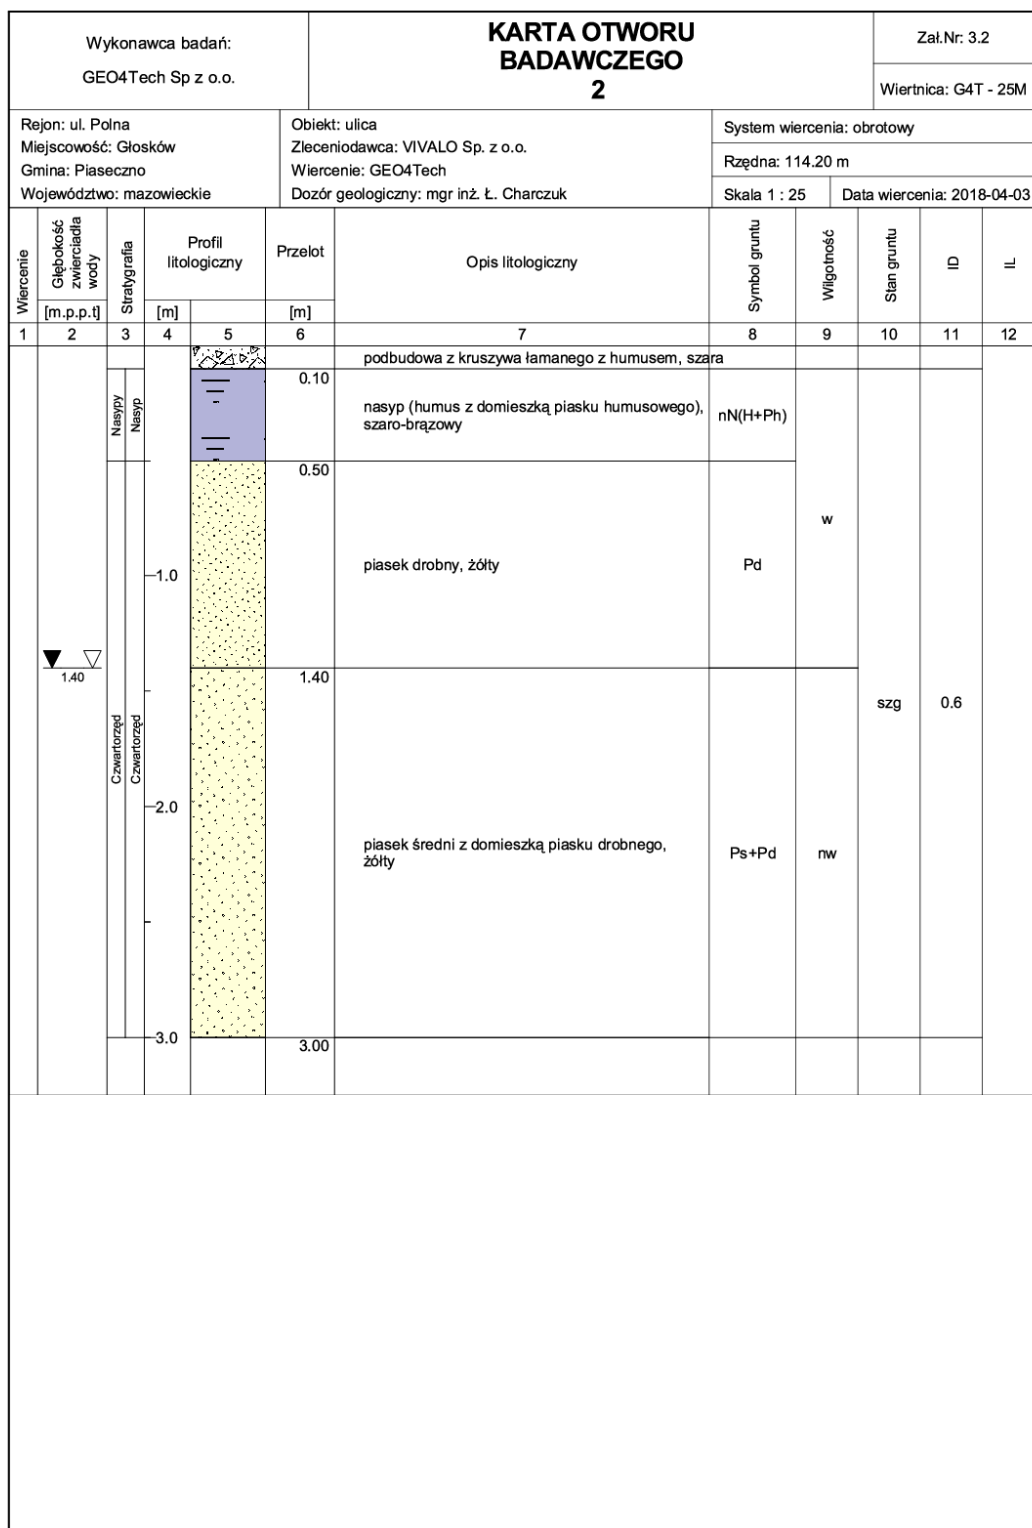 Wykonawca badań:
GEO4Tech Sp z o.o.
KARTA OTWORU
BADAWCZEGO
2
Zał.Nr: 3.2
Wiertnica: G4T - 25M
Rejon: ul. Polna
Miejscowość: Głosków
Gmina: Piaseczno
Województwo: mazowieckie
Obiekt: ulica
Zleceniodawca: VIVALO Sp. z o.o.
Wiercenie: GEO4Tech
Dozór geologiczny: mgr inż. Ł. Charczuk
System wiercenia: obrotowy
Rzędna: 114.20 m
Skala 1 : 25
Data wiercenia: 2018-04-03
Wiercenie
Głębokość
zwierciadła
wody
[m.p.p.t]
Stratygrafia
Profil
litologiczny
[m]
Przelot
[m]
Opis litologiczny
Symbol gruntu
Wilgotność
Stan gruntu
ID
IL
1 2 3 4 5 6 7 8 9 10 11 12
podbudowa z kruszywa łamanego z humusem, szara
0.10
Nasypy
Nasyp
nasyp (humus z domieszką piasku humusowego),
szaro-brązowy
nN(H+Ph)
0.50
w
-1.0
piasek drobny, żółty
Pd
1.40
1.40
szg
0.6
Czwartorzęd
Czwartorzęd
-2.0
piasek średni z domieszką piasku drobnego,
żółty
Ps+Pd
nw
-3.0
3.00